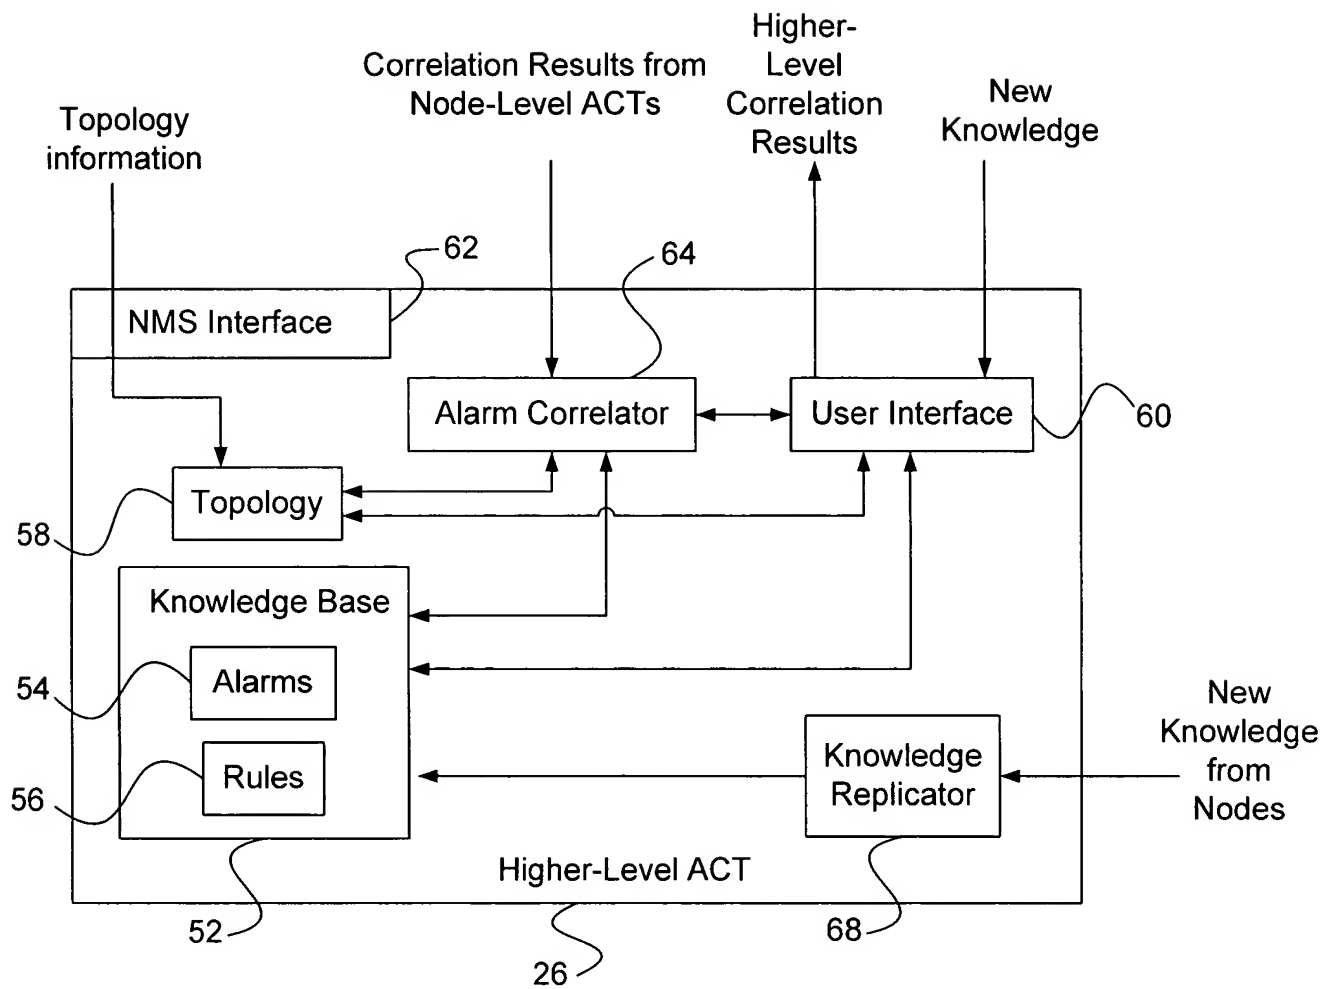 Higher-
Level
Correlation
Results
Correlation Results from
Node-Level ACTs
New
Knowledge
Topology
information
62
64
NMS Interface
Alarm Correlator
User Interface
60
Topology
58
Knowledge Base
Alarms
54
Rules
56
New
Knowledge
from
Nodes
Knowledge
Replicator
Higher-Level ACT
52
68
26